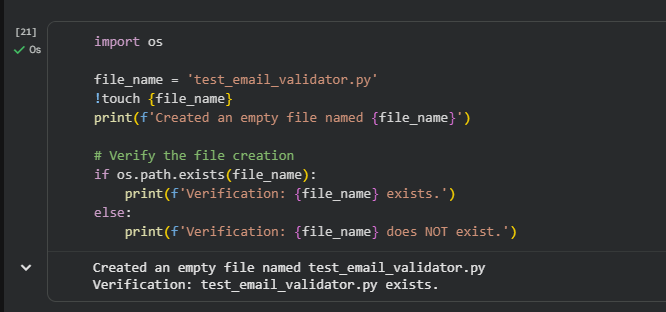 [21]
0s
import os
file_name = 'test_email_validator.py'
!touch {file_name}
print(f'Created an empty file named {file_name}')
# Verify the file creation
if os.path.exists(file_name):
    print(f'Verification: {file_name} exists.')
else:
    print(f'Verification: {file_name} does NOT exist.')
Created an empty file named test_email_validator.py
Verification: test_email_validator.py exists.